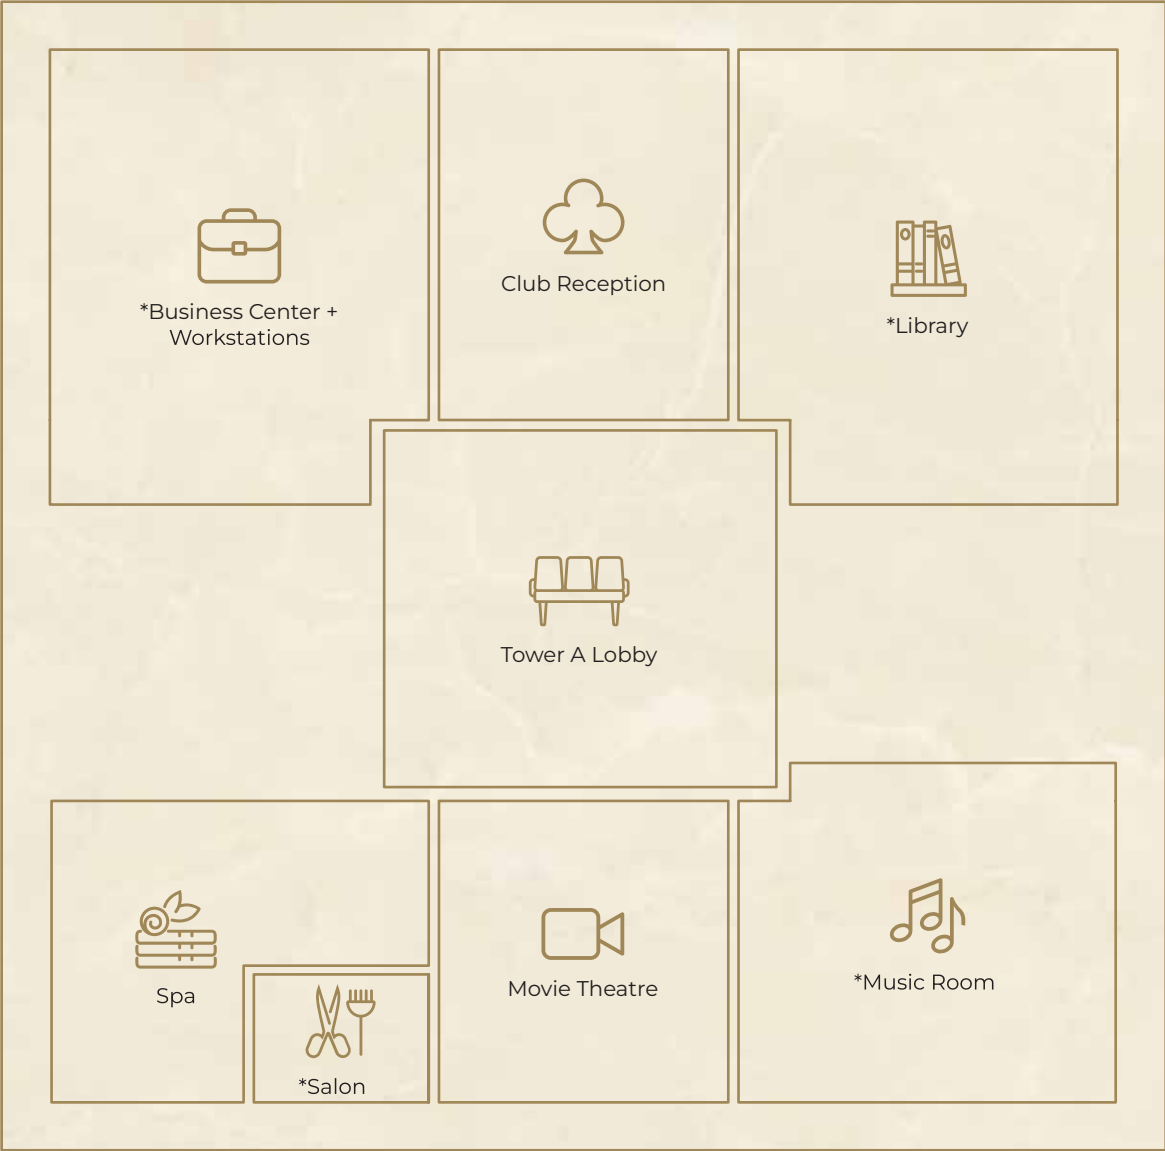 *Business Center +
Workstations
Club Reception
*Library
Tower A Lobby
Spa
*Salon
Movie Theatre
*Music Room